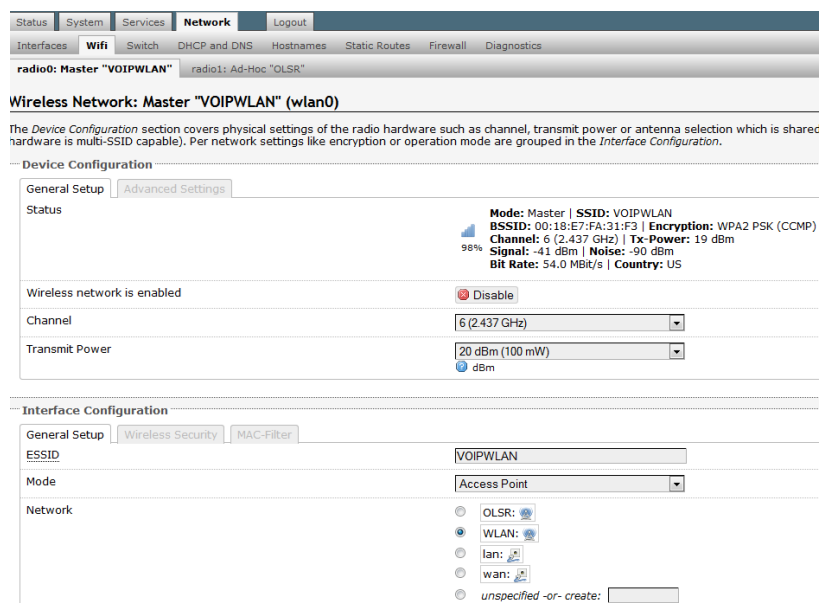 Status System Services Network Logout
Interfaces Wifi Switch DHCP and DNS Hostnames Static Routes Firewall Diagnostics
radio0: Master "VOIPWLAN" radio1: Ad-Hoc "OLSR"
Wireless Network: Master "VOIPWLAN" (wlan0)
The Device Configuration section covers physical settings of the radio hardware such as channel, transmit power or antenna selection which is shared
hardware is multi-SSID capable). Per network settings like encryption or operation mode are grouped in the Interface Configuration.
Device Configuration
General Setup Advanced Settings
Status
98%
Mode: Master | SSID: VOIPWLAN
BSSID: 00:18:E7:FA:31:F3 | Encryption: WPA2 PSK (CCMP)
Channel: 6 (2.437 GHz) | Tx-Power: 19 dBm
Signal: -41 dBm | Noise: -90 dBm
Bit Rate: 54.0 MBit/s | Country: US
Wireless network is enabled Disable
Channel 6 (2.437 GHz)
Transmit Power 20 dBm (100 mW)
dBm
Interface Configuration
General Setup Wireless Security MAC-Filter
ESSID VOIPWLAN
Mode Access Point
Network OLSR:
WLAN:
lan:
wan:
unspecified -or- create: